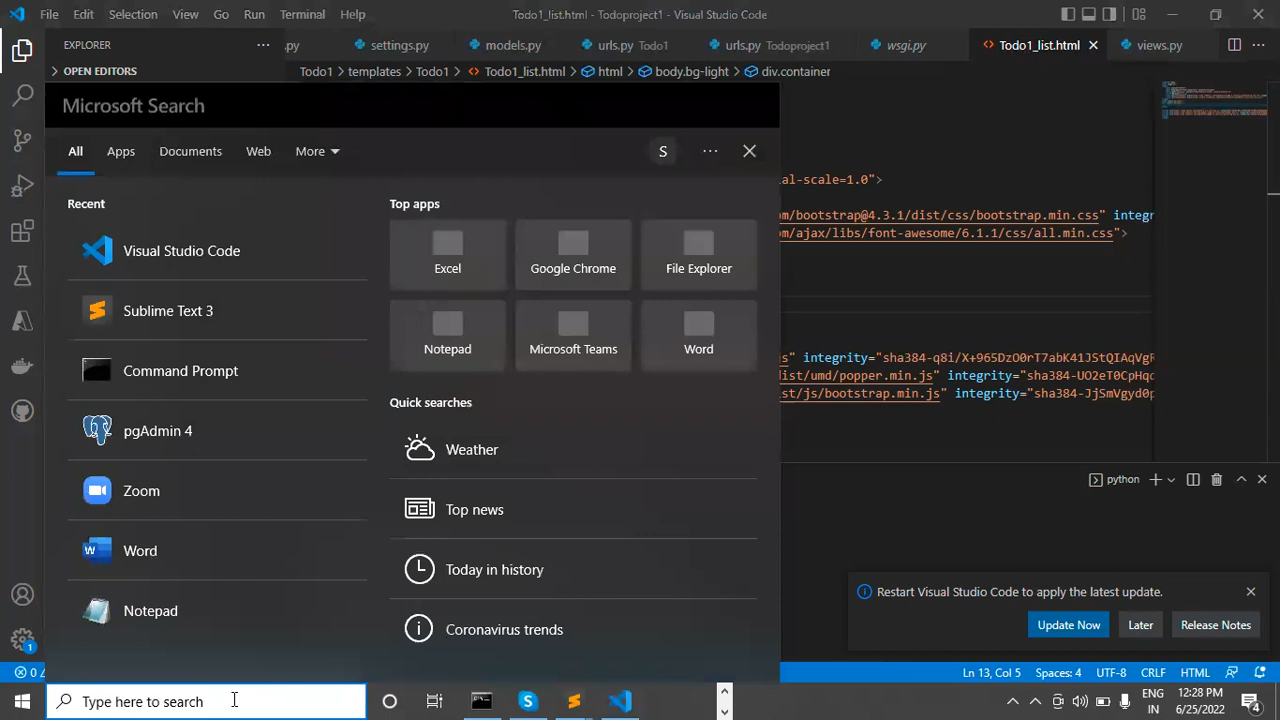 File Edit Selection View Go Run Terminal Help Todo1_list.html - Todoproject1 - Visual Studio Code
EXPLORER .py settings.py models.py urls.py Todo1 urls.py Todoproject1 wsgi.py Todo1_list.html views.py
OPEN EDITORS Todo1 templates Todo1 Todo1_list.html html body.bg-light div.container
Microsoft Search
All Apps Documents Web More S
al-scale=1.0">
Recent
Top apps
om/bootstrap@4.3.1/dist/css/bootstrap.min.css" integr
om/ajax/libs/font-awesome/6.1.1/css/all.min.css">
Visual Studio Code
Sublime Text 3
Command Prompt
pgAdmin 4
Zoom
Word
Notepad
Excel Google Chrome File Explorer
Notepad Microsoft Teams Word
Quick searches
Weather
Top news
Today in history
Coronavirus trends
js" integrity="sha384-q8i/X+965DzO0rT7abK41JStQIAqVgR
dist/umd/popper.min.js" integrity="sha384-UO2eT0CpHqd
st/js/bootstrap.min.js" integrity="sha384-JjSmVgyd0p
python
Restart Visual Studio Code to apply the latest update.
Update Now Later Release Notes
1
0 Ln 13, Col 5 Spaces: 4 UTF-8 CRLF HTML
Type here to search
ENG
IN
12:28 PM
6/25/2022
4